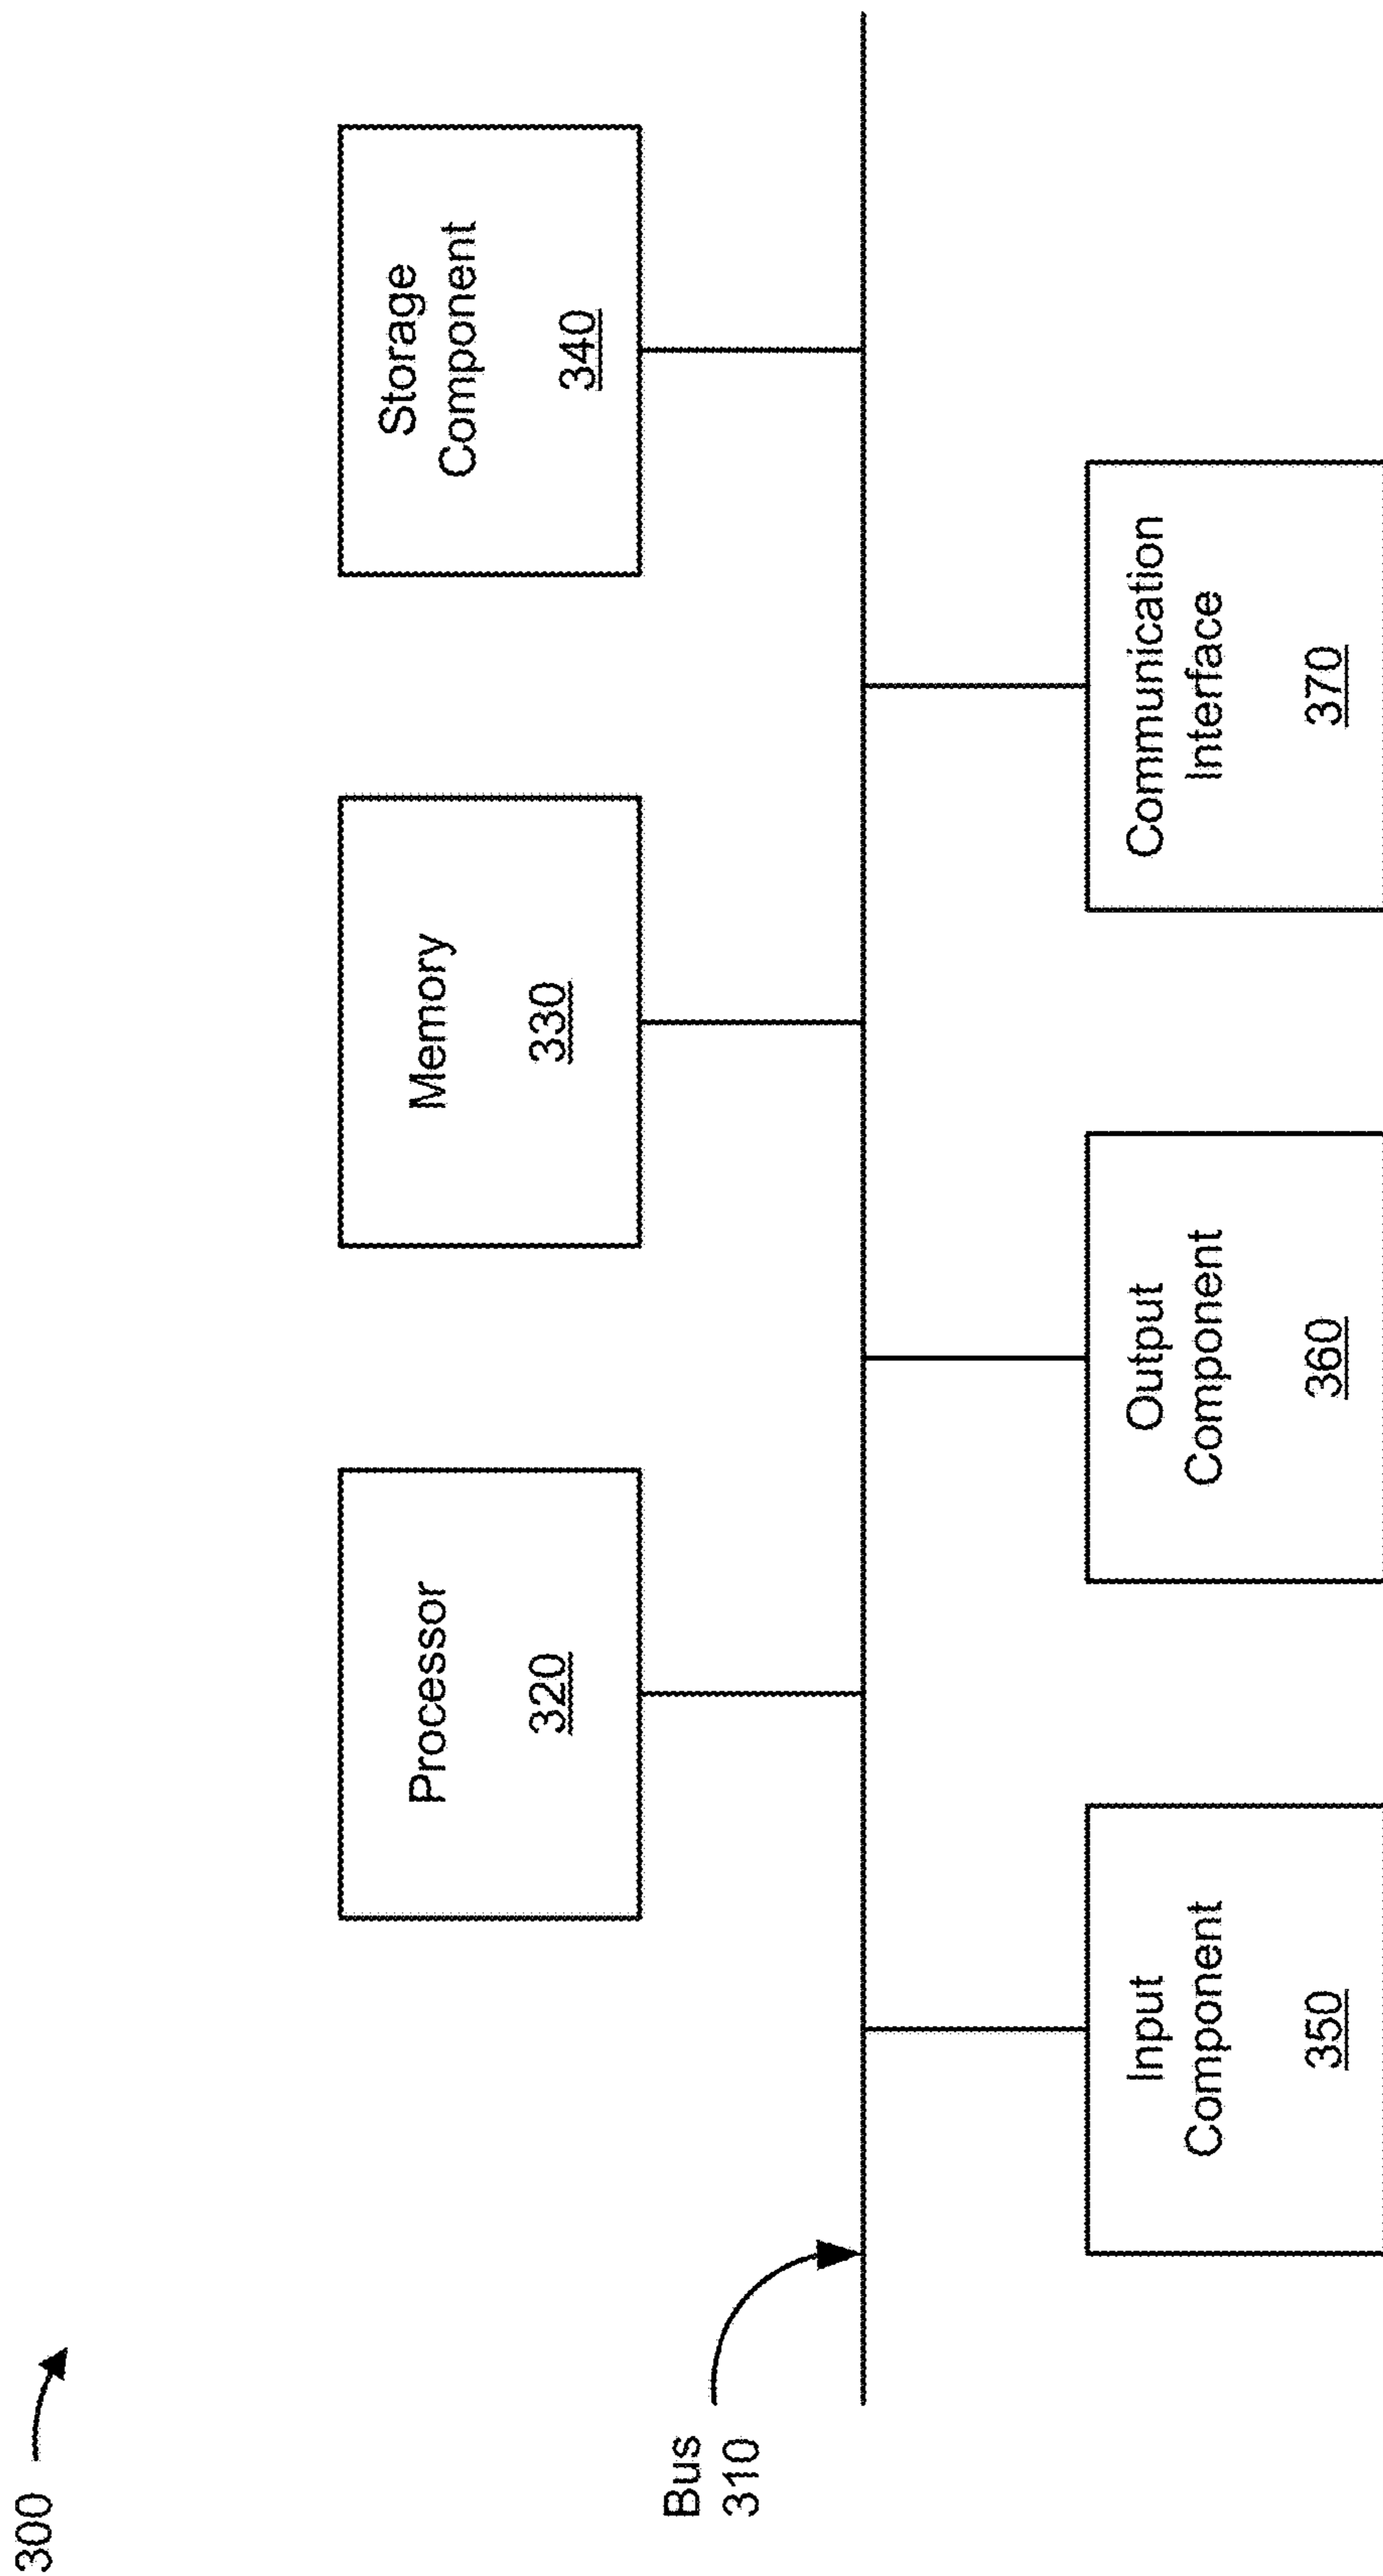 300
Processor
320
Memory
330
Storage
Component
340
Bus
310
Input
Component
350
Output
Component
360
Communication
Interface
370